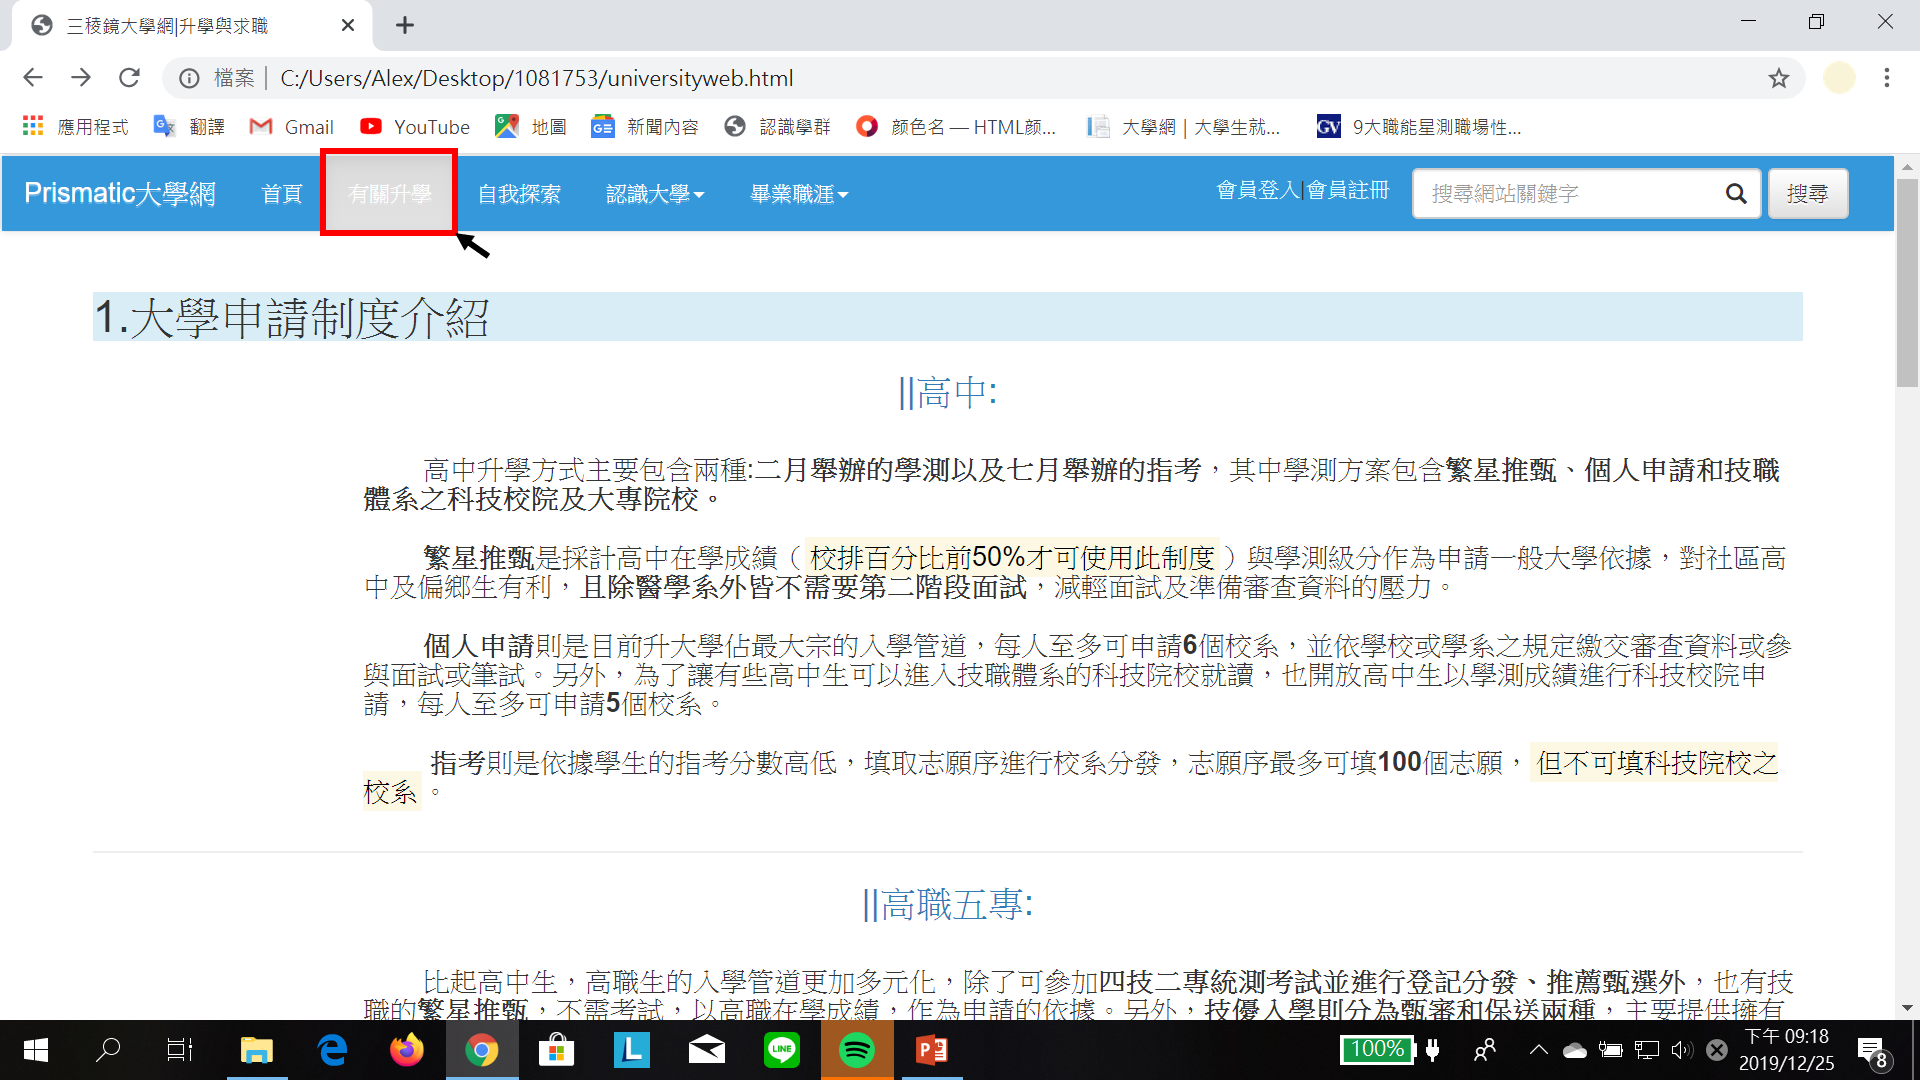 三稜鏡大學網|升學與求職
檔案 | C:/Users/Alex/Desktop/1081753/universityweb.html
應用程式 翻譯 Gmail YouTube 地圖 新聞內容 認識學群 颜色名 — HTML颜... 大學網 | 大學生就... GV 9大職能星測職場性...
Prismatic大學網 首頁 有關升學 自我探索 認識大學 畢業職涯 會員登入|會員註冊 搜尋網站關鍵字 搜尋
1.大學申請制度介紹
||高中:
高中升學方式主要包含兩種:二月舉辦的學測以及七月舉辦的指考，其中學測方案包含繁星推甄、個人申請和技職
體系之科技校院及大專院校。
繁星推甄是採計高中在學成績（校排百分比前50%才可使用此制度）與學測級分作為申請一般大學依據，對社區高
中及偏鄉生有利，且除醫學系外皆不需要第二階段面試，減輕面試及準備審查資料的壓力。
個人申請則是目前升大學佔最大宗的入學管道，每人至多可申請6個校系，並依學校或學系之規定繳交審查資料或參
與面試或筆試。另外，為了讓有些高中生可以進入技職體系的科技院校就讀，也開放高中生以學測成績進行科技校院申
請，每人至多可申請5個校系。
指考則是依據學生的指考分數高低，填取志願序進行校系分發，志願序最多可填100個志願，但不可填科技院校之
校系。
||高職五專:
比起高中生，高職生的入學管道更加多元化，除了可參加四技二專統測考試並進行登記分發、推薦甄選外，也有技
職的繁星推甄，不需考試，以高職在學成績，作為申請的依據。另外，技優入學則分為甄審和保送兩種，主要提供擁有
100% 下午 09:18
2019/12/25 8